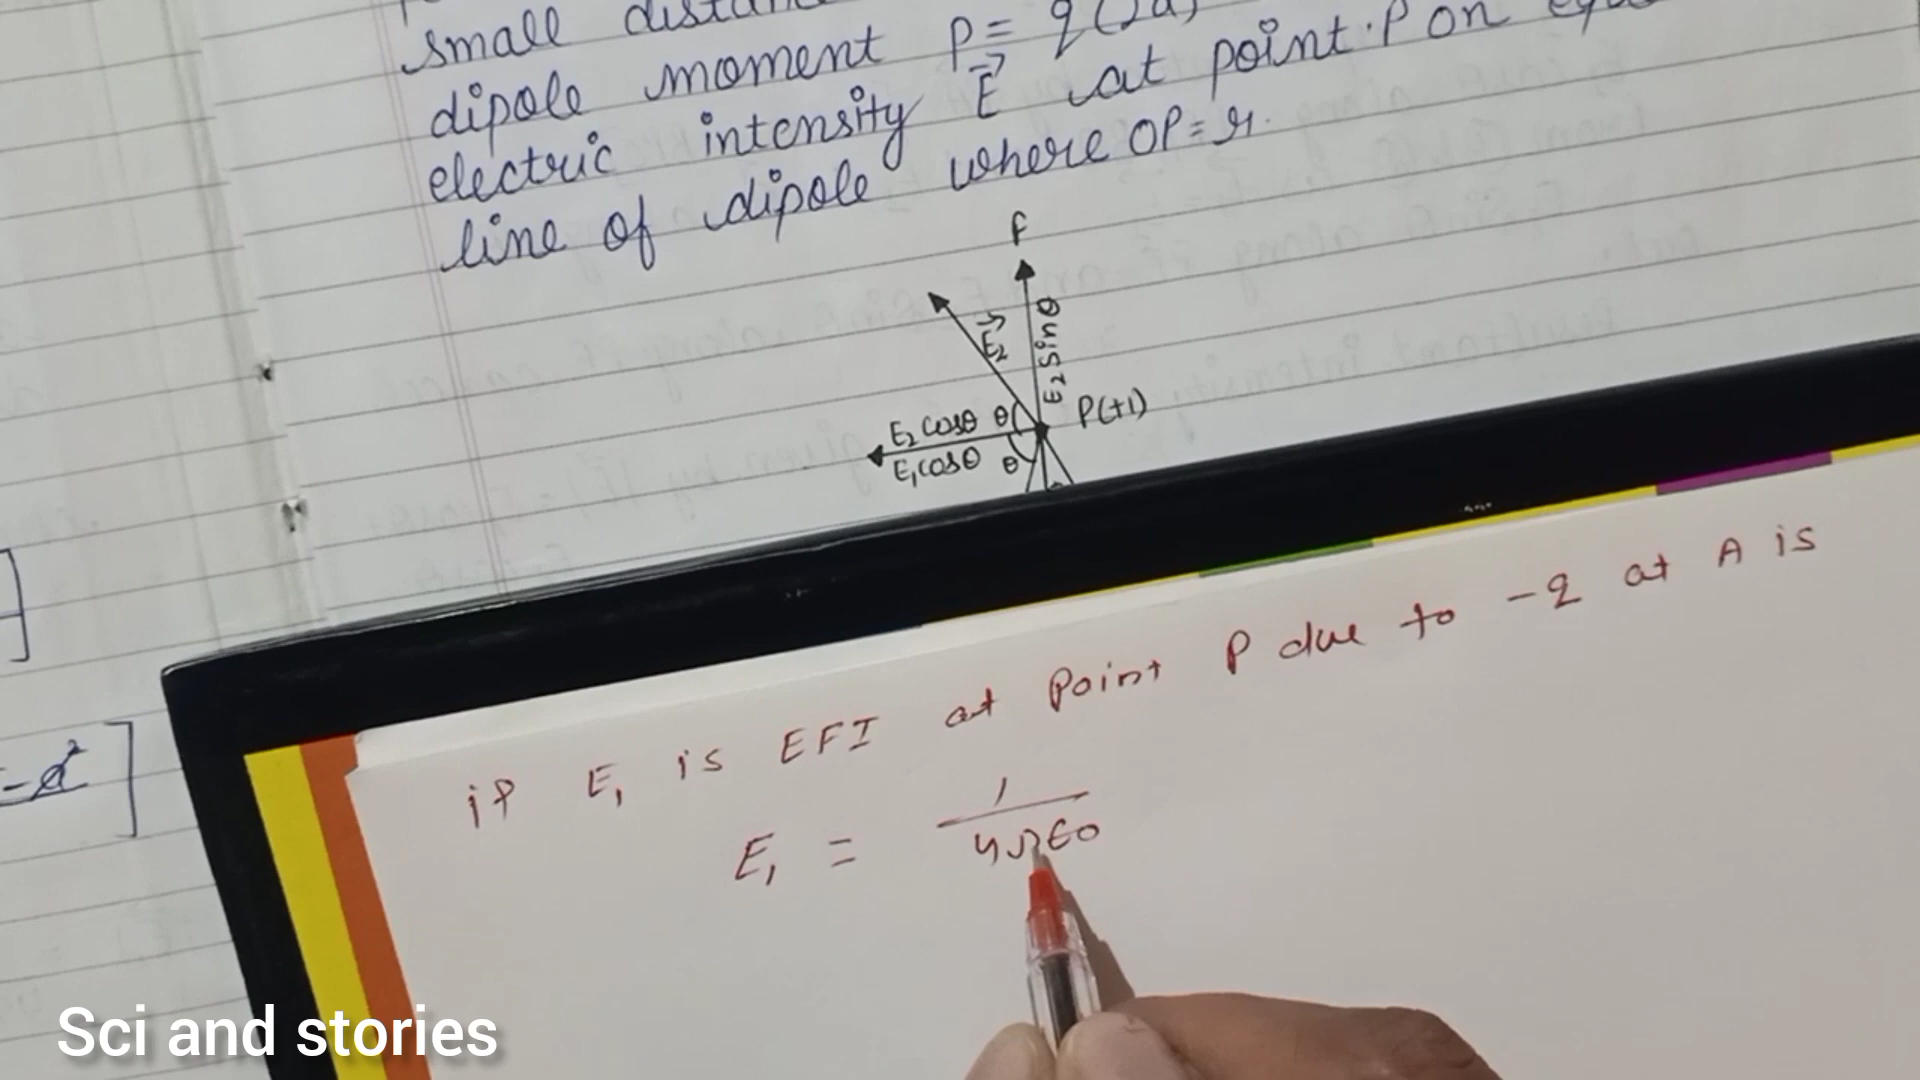 small
dipole moment P =
electric intensity E⃗ at point P on
line of dipole where OP = r.
F
E⃗₂
E₂ Sinθ
E₂ cosθ θ
P(+1)
E₁ cosθ θ
if E₁ is EFI at Point P due to -q at A is
E₁ = 1/4πε₀
Sci and stories